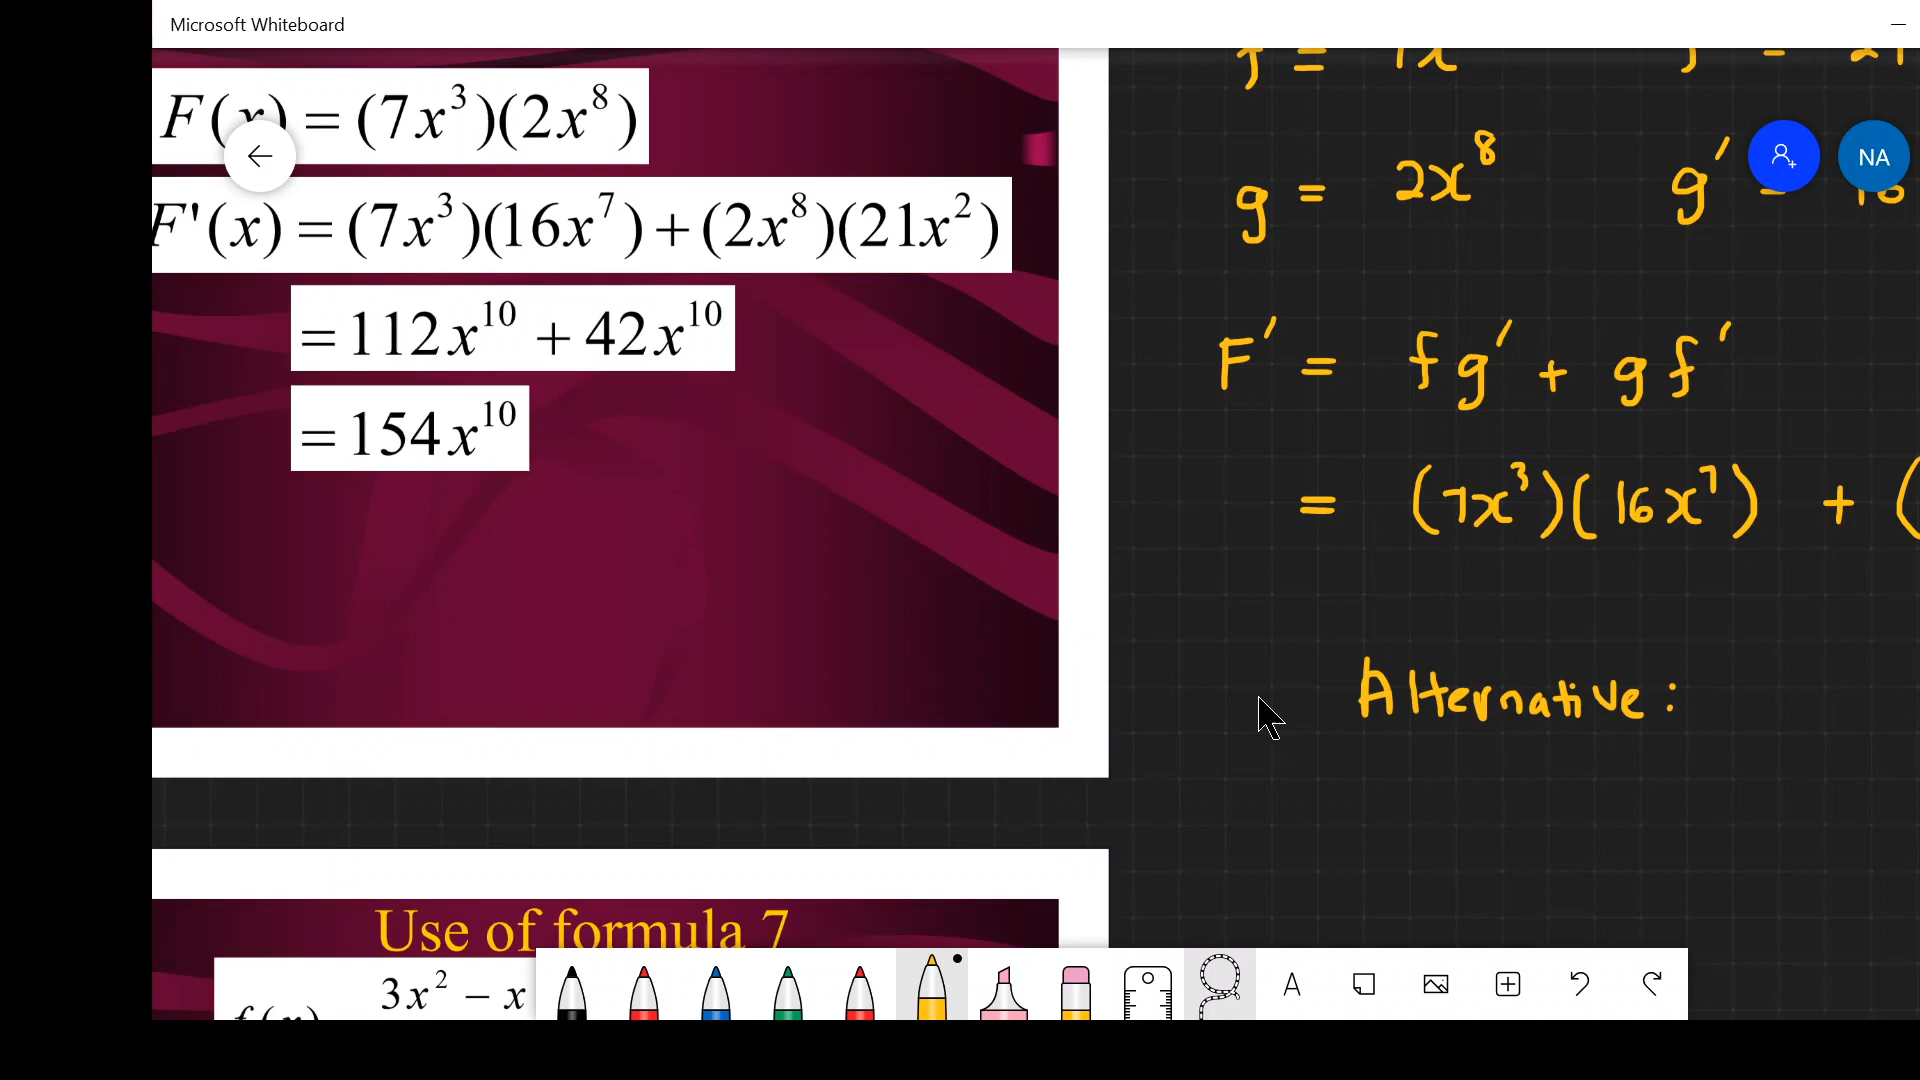 Microsoft Whiteboard
F(x) = (7x³)(2x⁸)
F'(x) = (7x³)(16x⁷) + (2x⁸)(21x²)
= 112x¹⁰ + 42x¹⁰
= 154x¹⁰
g = 2x⁸ g' =
NA
F' = fg' + gf'
= (7x³)(16x⁷) + (
Alternative:
Use of formula 7
3x² − x
f(x)
A